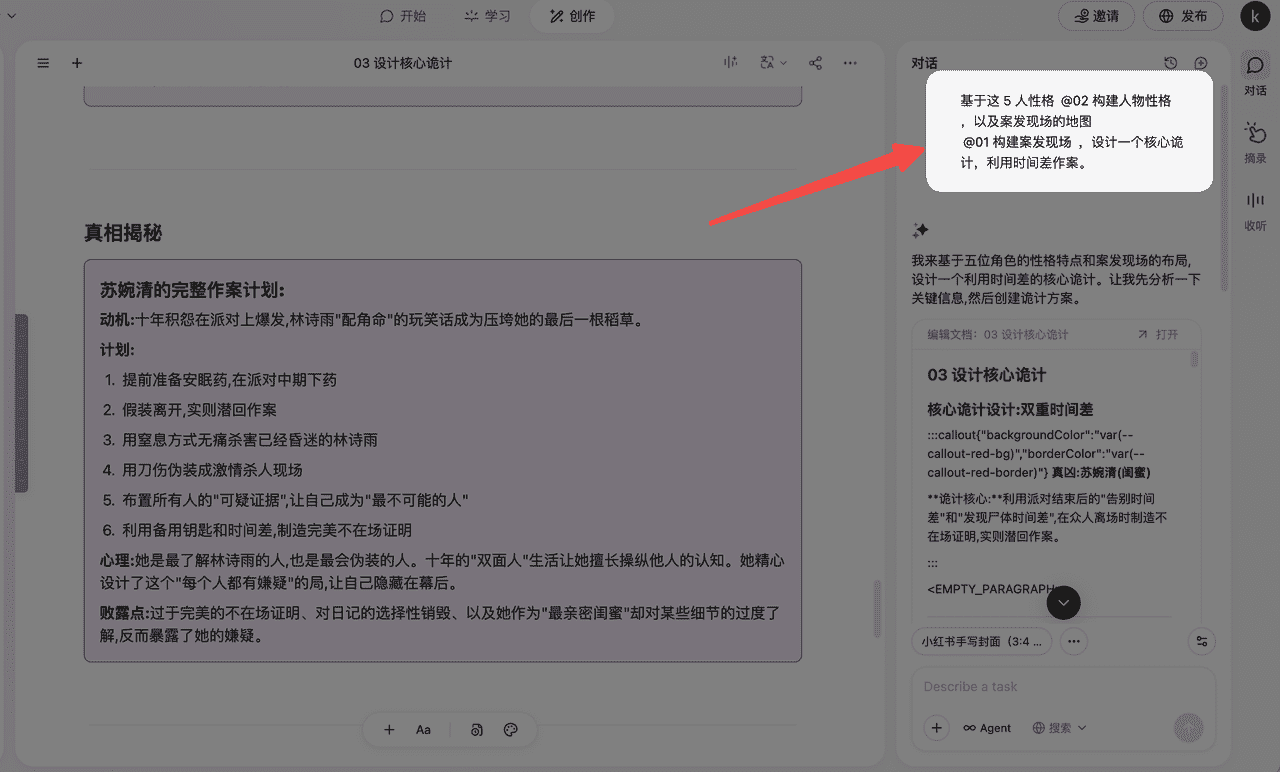 开始
学习
创作
邀请
发布
k
03 设计核心诡计
真相揭秘
苏婉清的完整作案计划:
动机:十年积怨在派对上爆发,林诗雨"配角命"的玩笑话成为压垮她的最后一根稻草。
计划:
1. 提前准备安眠药,在派对中期下药
2. 假装离开,实则潜回作案
3. 用窒息方式无痛杀害已经昏迷的林诗雨
4. 用刀伤伪装成激情杀人现场
5. 布置所有人的"可疑证据",让自己成为"最不可能的人"
6. 利用备用钥匙和时间差,制造完美不在场证明
心理:她是最了解林诗雨的人,也是最会伪装的人。十年的"双面人"生活让她擅长操纵他人的认知。她精心
设计了这个"每个人都有嫌疑"的局,让自己隐藏在幕后。
败露点:过于完美的不在场证明、对日记的选择性销毁、以及她作为"最亲密闺蜜"却对某些细节的过度了
解,反而暴露了她的嫌疑。
Aa
对话
基于这 5 人性格 @02 构建人物性格
，以及案发现场的地图
@01 构建案发现场 ，设计一个核心诡
计，利用时间差作案。
我来基于五位角色的性格特点和案发现场的布局,
设计一个利用时间差的核心诡计。让我先分析一下
关键信息,然后创建诡计方案。
编辑文档: 03 设计核心诡计
打开
03 设计核心诡计
核心诡计设计:双重时间差
:::callout{"backgroundColor":"var(--
callout-red-bg)","borderColor":"var(--
callout-red-border)"} 真凶:苏婉清(闺蜜)
**诡计核心:**利用派对结束后的"告别时间
差"和"发现尸体时间差",在众人离场时制造不
在场证明,实则潜回作案。
:::
<EMPTY_PARAGRAPH
小红书手写封面（3:4 ...
Describe a task
Agent
搜索
对话
摘录
收听